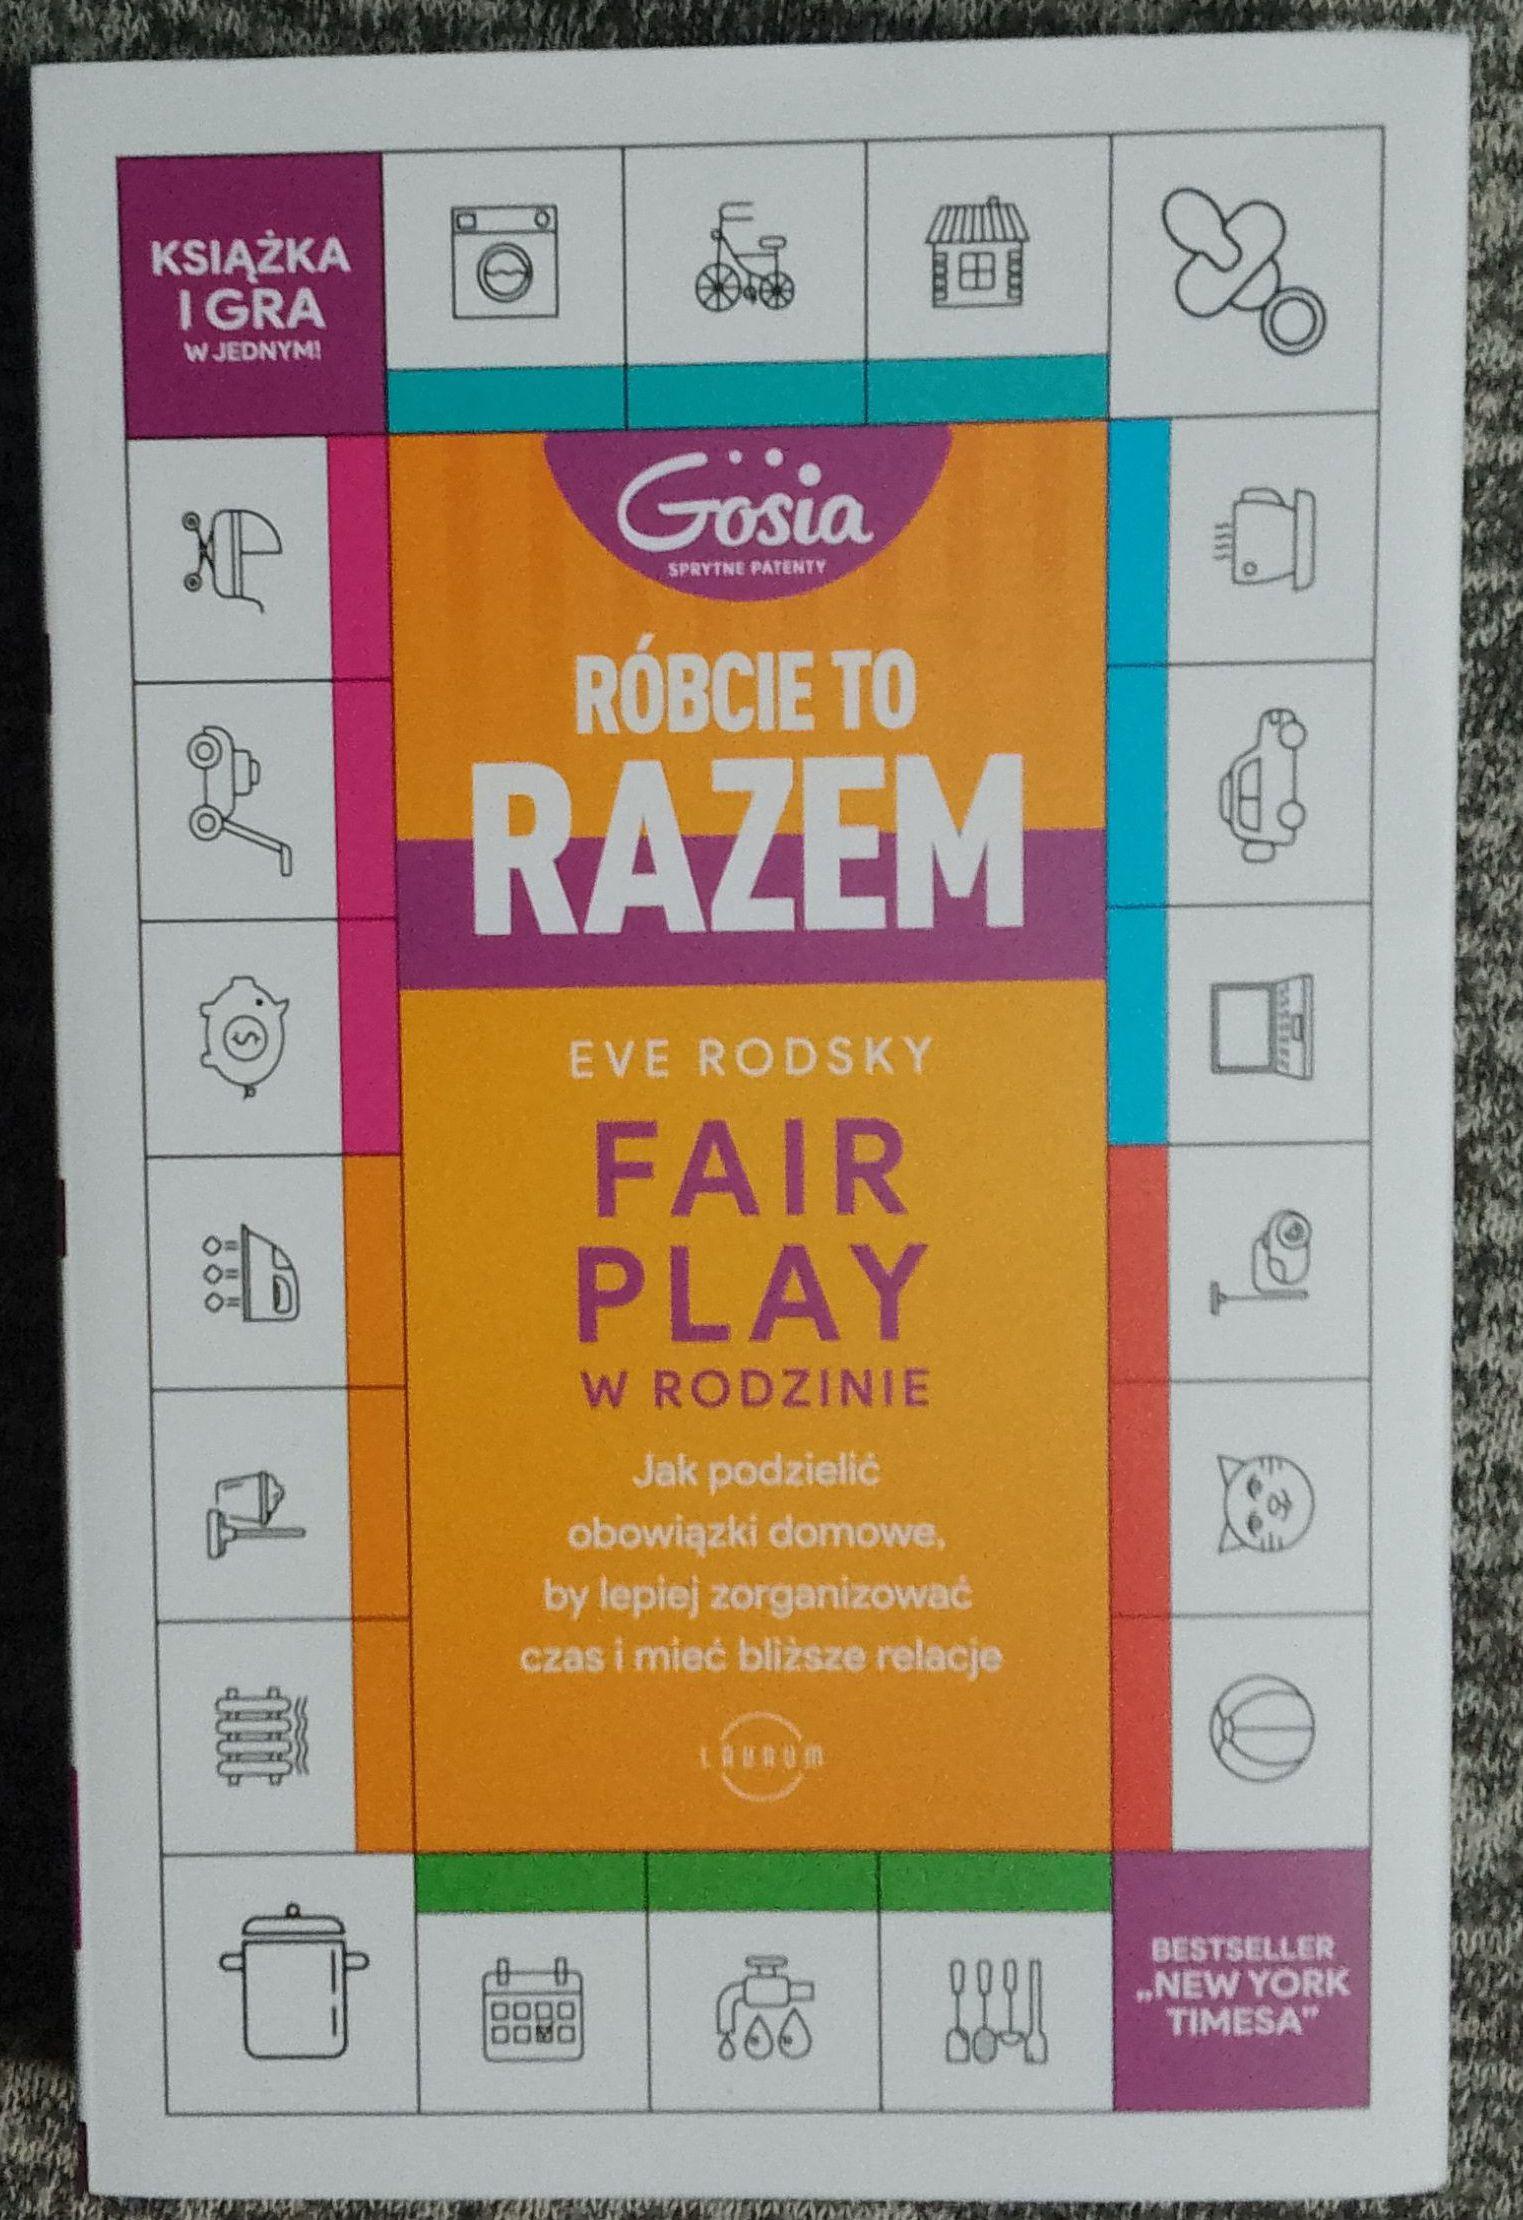 KSIĄŻKA
I GRA
W JEDNYM!
Gosia
SPRYTNE PATENTY
RÓBCIE TO
RAZEM
EVE RODSKY
FAIR
PLAY
W RODZINIE
Jak podzielić
obowiązki domowe,
by lepiej zorganizować
czas i mieć bliższe relacje
LAURUM
BESTSELLER
„NEW YORK
TIMESA”